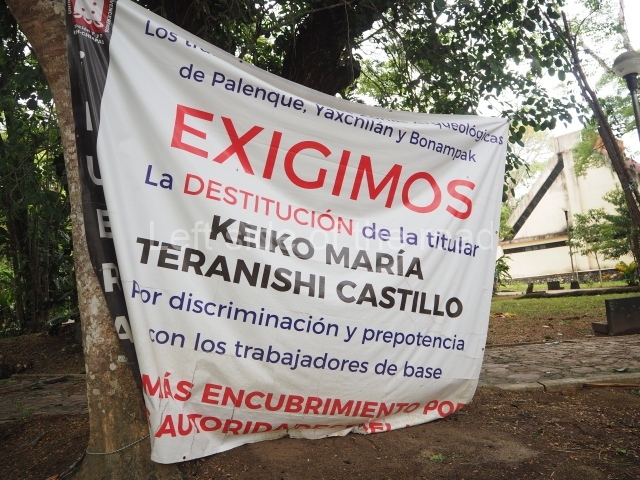 Los
de Palenque, Yaxchilán y Bonampak
EXIGIMOS
La DESTITUCIÓN de la titular
KEIKO MARÍA
TERANISHI CASTILLO
Por discriminación y prepotencia
con los trabajadores de base
MÁS ENCUBRIMIENTO POR
FUERA